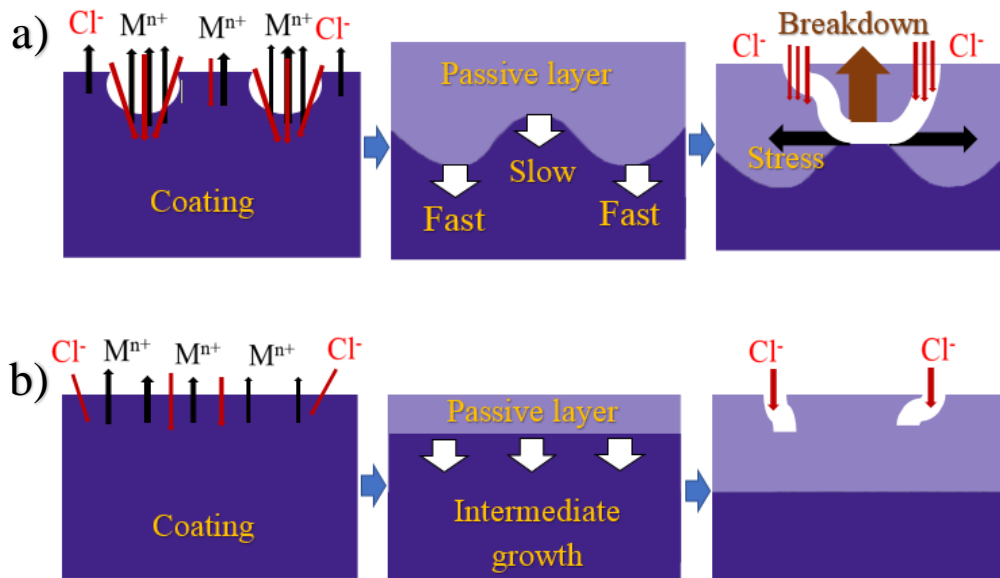 a)
Cl⁻ Mⁿ⁺ Mⁿ⁺ Mⁿ⁺ Cl⁻
Coating
Passive layer
Slow
Fast Fast
Breakdown
Cl⁻ Cl⁻
Stress
b)
Cl⁻ Mⁿ⁺ Mⁿ⁺ Mⁿ⁺ Cl⁻
Coating
Passive layer
Intermediate
growth
Cl⁻ Cl⁻